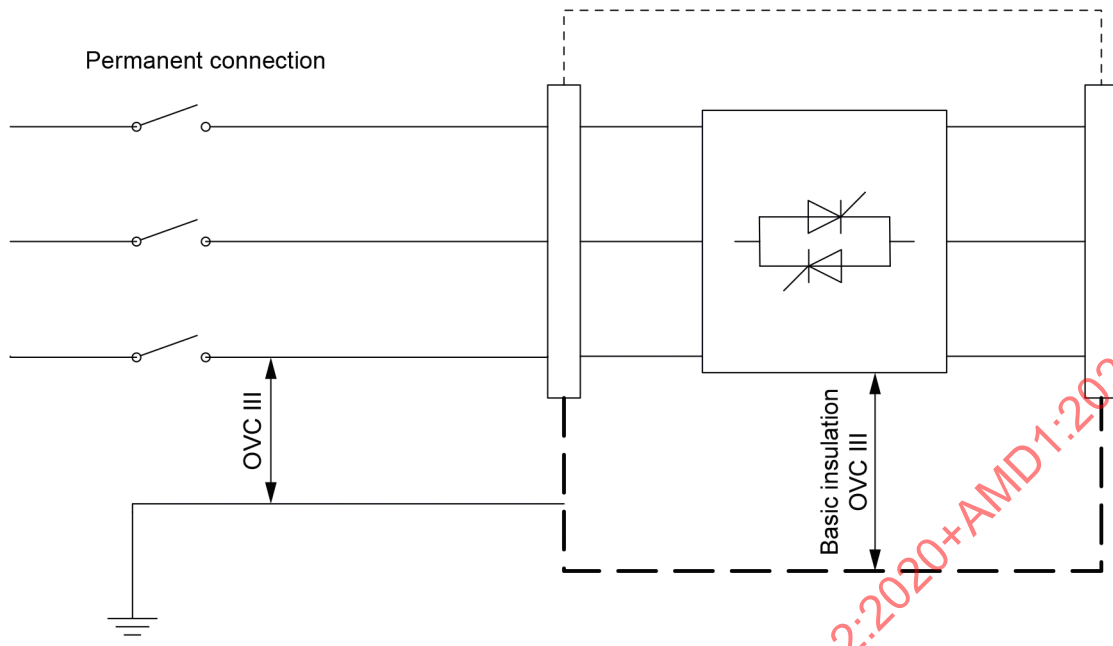 Permanent connection
OVC III
Basic insulation
OVC III
2:2020+AMD1:202